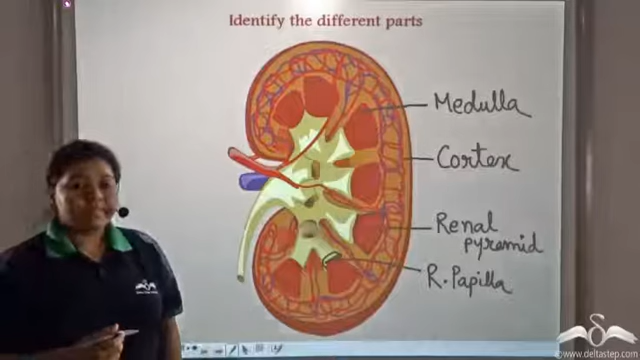 Identify the different parts
Medulla
Cortex
Renal
pyramid
R. Papilla
www.deltastep.com